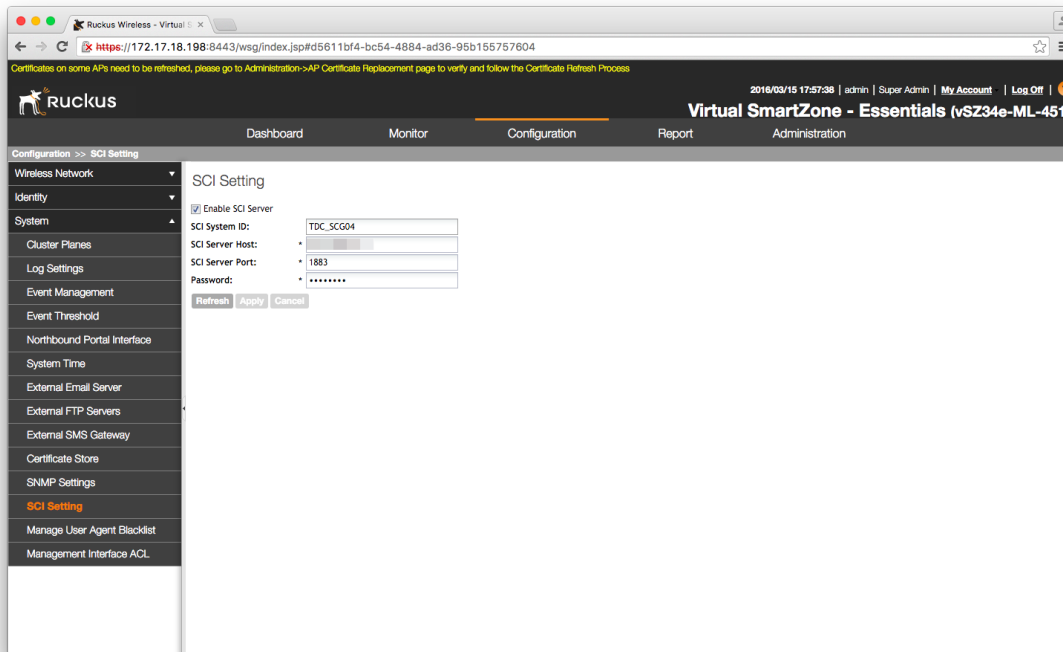 Ruckus Wireless - Virtual S
https://172.17.18.198:8443/wsg/index.jsp#d5611bf4-bc54-4884-ad36-95b155757604
Certificates on some APs need to be refreshed, please go to Administration->AP Certificate Replacement page to verify and follow the Certificate Refresh Process
2016/03/15 17:57:38 | admin | Super Admin | My Account - | Log Off |
Ruckus
Virtual SmartZone - Essentials (vSZ34e-ML-451
Dashboard Monitor Configuration Report Administration
Configuration >> SCI Setting
Wireless Network
Identity
System
Cluster Planes
Log Settings
Event Management
Event Threshold
Northbound Portal Interface
System Time
External Email Server
External FTP Servers
External SMS Gateway
Certificate Store
SNMP Settings
SCI Setting
Manage User Agent Blacklist
Management Interface ACL
SCI Setting
Enable SCI Server
SCI System ID: TDC_SCG04
SCI Server Host: *
SCI Server Port: * 1883
Password: * ••••••••
Refresh Apply Cancel